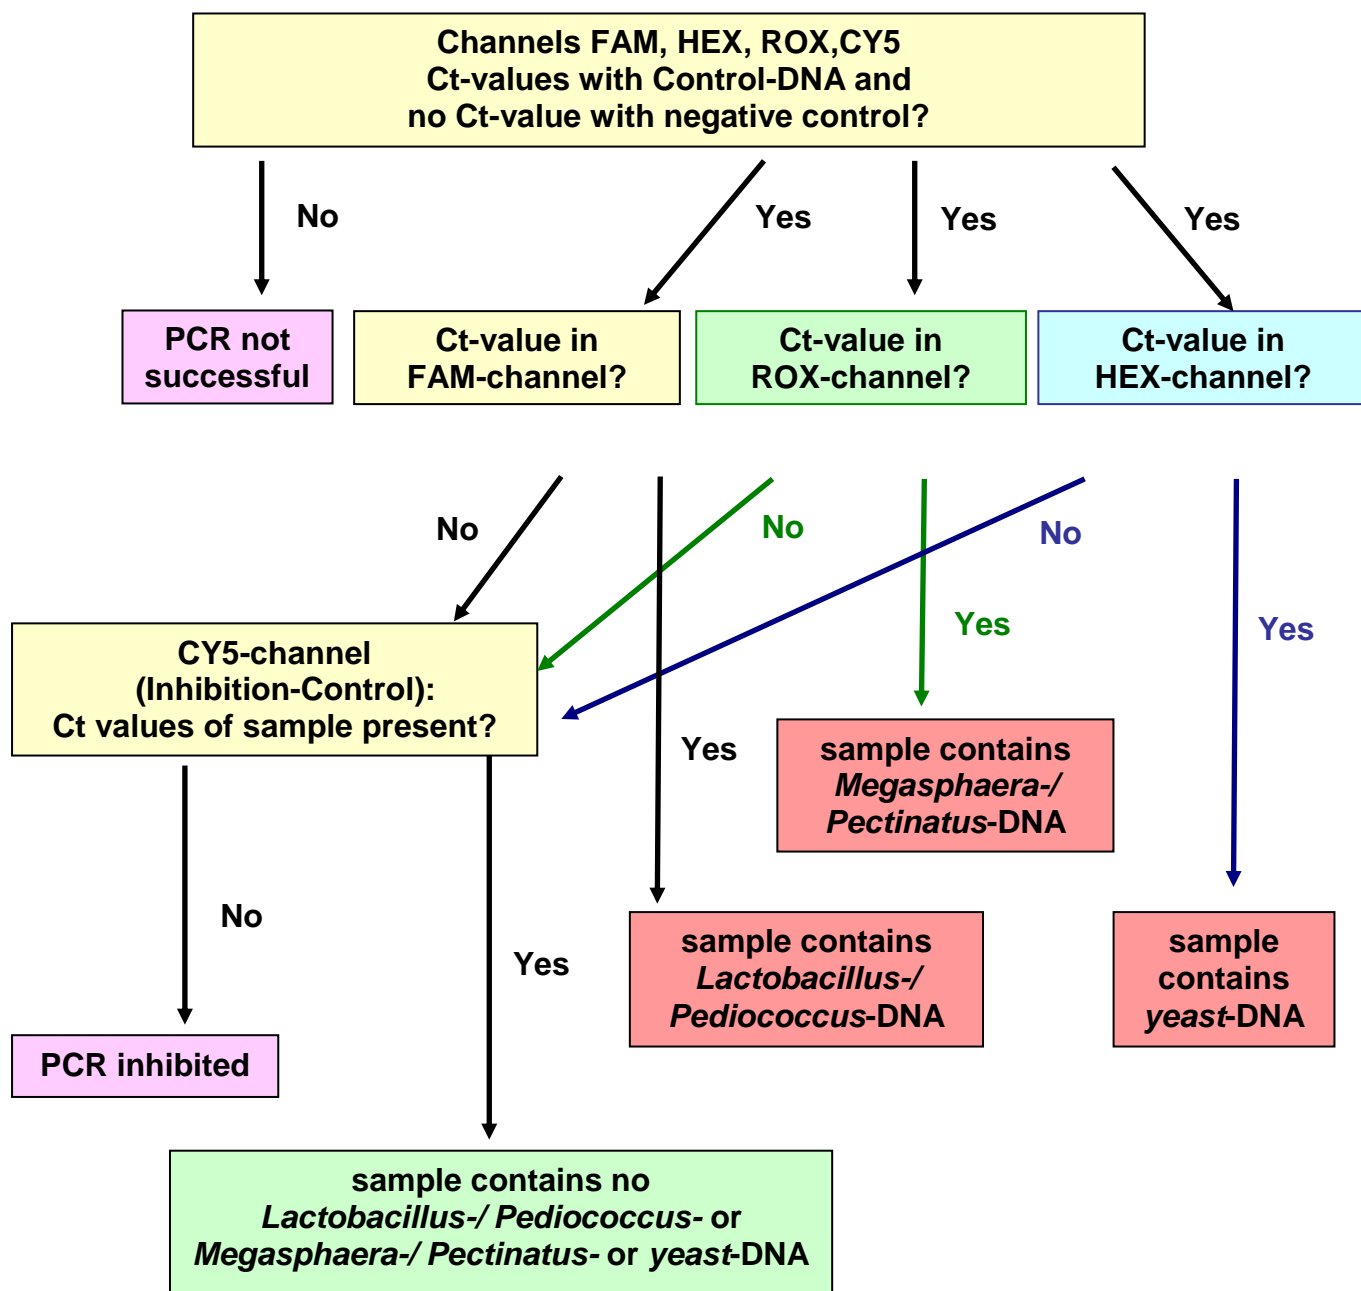 Channels FAM, HEX, ROX,CY5
Ct-values with Control-DNA and
no Ct-value with negative control?
No
Yes
Yes
Yes
PCR not
successful
Ct-value in
FAM-channel?
Ct-value in
ROX-channel?
Ct-value in
HEX-channel?
No
No
No
Yes
Yes
CY5-channel
(Inhibition-Control):
Ct values of sample present?
Yes
sample contains
Megasphaera-/
Pectinatus-DNA
No
Yes
sample contains
Lactobacillus-/
Pediococcus-DNA
sample
contains
yeast-DNA
PCR inhibited
sample contains no
Lactobacillus-/ Pediococcus- or
Megasphaera-/ Pectinatus- or yeast-DNA